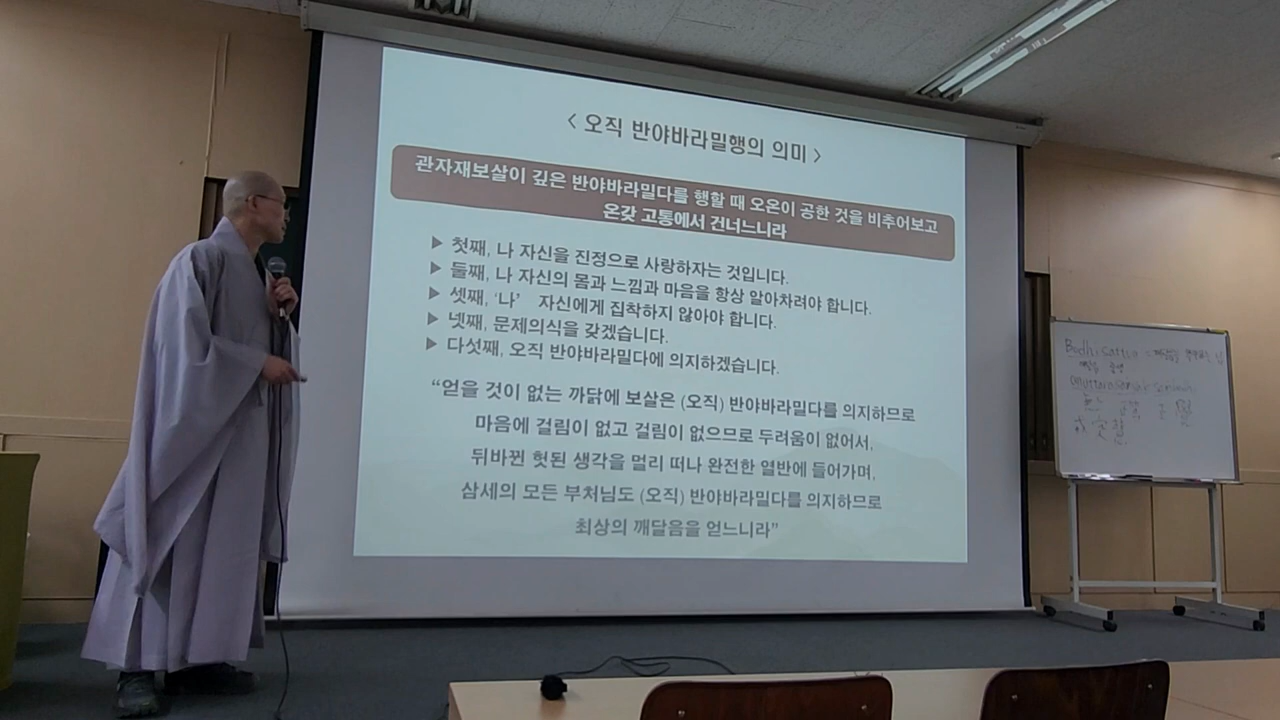 < 오직 반야바라밀행의 의미 >
관자재보살이 깊은 반야바라밀다를 행할 때 오온이 공한 것을 비추어보고
온갖 고통에서 건너느니라
▶ 첫째, 나 자신을 진정으로 사랑하자는 것입니다.
▶ 둘째, 나 자신의 몸과 느낌과 마음을 항상 알아차려야 합니다.
▶ 셋째, ‘나’ 자신에게 집착하지 않아야 합니다.
▶ 넷째, 문제의식을 갖겠습니다.
▶ 다섯째, 오직 반야바라밀다에 의지하겠습니다.
“얻을 것이 없는 까닭에 보살은 (오직) 반야바라밀다를 의지하므로
마음에 걸림이 없고 걸림이 없으므로 두려움이 없어서,
뒤바뀐 헛된 생각을 멀리 떠나 완전한 열반에 들어가며,
삼세의 모든 부처님도 (오직) 반야바라밀다를 의지하므로
최상의 깨달음을 얻느니라”
Bodhisattva